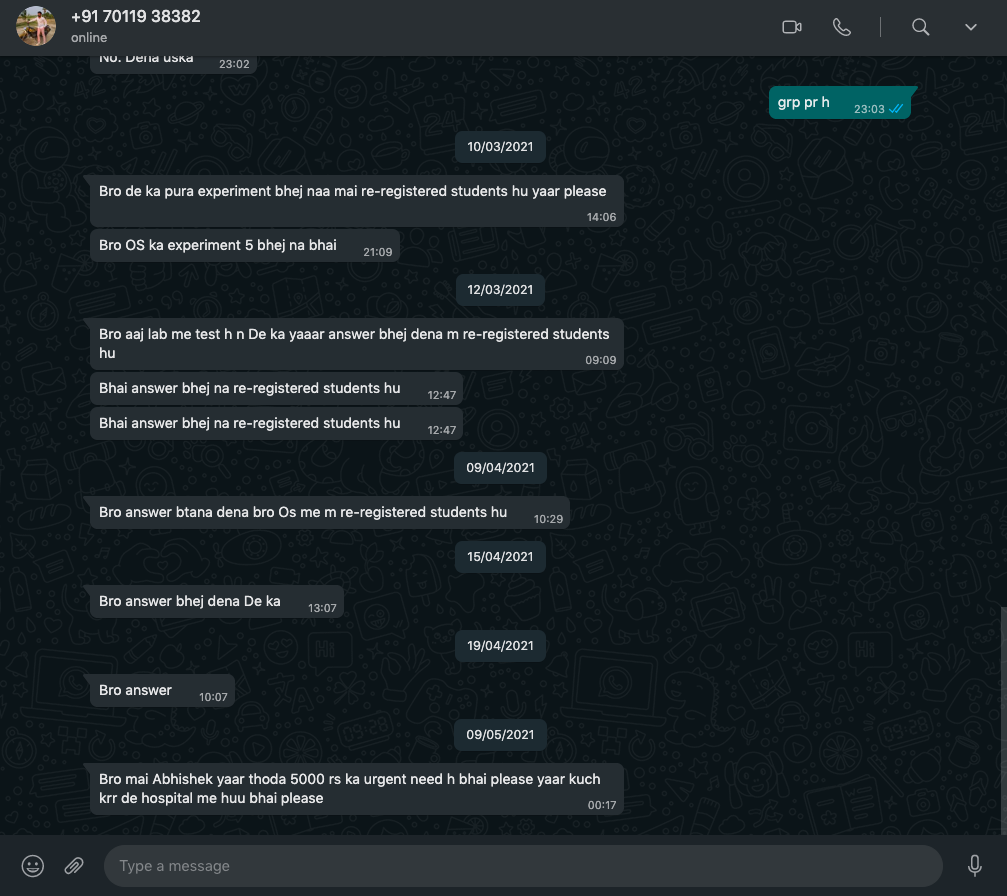 +91 70119 38382
online
No. Dena uska 23:02
grp pr h 23:03
10/03/2021
Bro de ka pura experiment bhej naa mai re-registered students hu yaar please
14:06
Bro OS ka experiment 5 bhej na bhai 21:09
12/03/2021
Bro aaj lab me test h n De ka yaaar answer bhej dena m re-registered students
hu 09:09
Bhai answer bhej na re-registered students hu 12:47
Bhai answer bhej na re-registered students hu 12:47
09/04/2021
Bro answer btana dena bro Os me m re-registered students hu 10:29
15/04/2021
Bro answer bhej dena De ka 13:07
19/04/2021
Bro answer 10:07
09/05/2021
Bro mai Abhishek yaar thoda 5000 rs ka urgent need h bhai please yaar kuch
krr de hospital me huu bhai please 00:17
Type a message